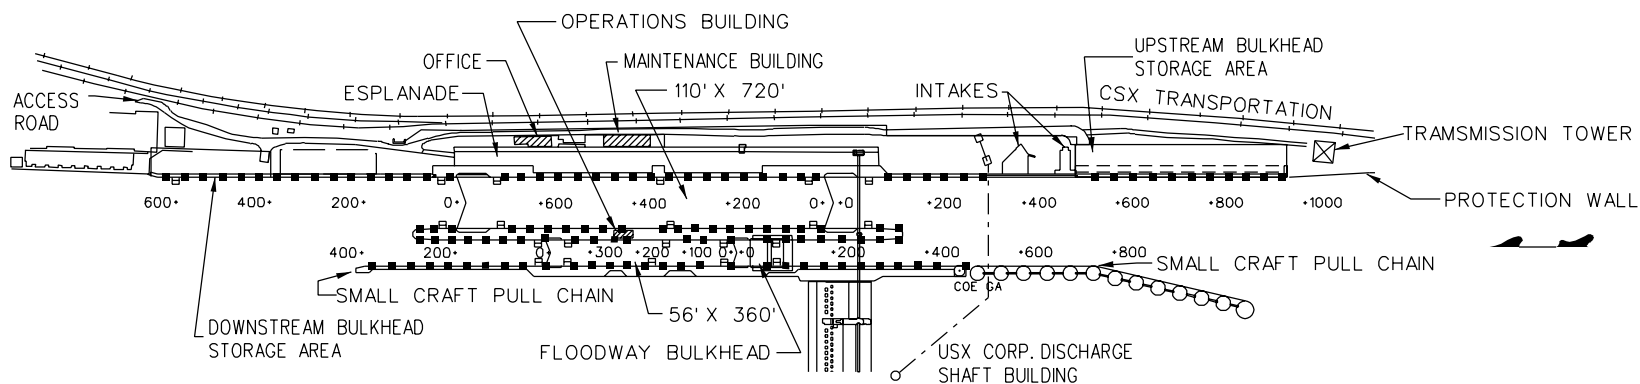 OPERATIONS BUILDING
OFFICE
MAINTENANCE BUILDING
UPSTREAM BULKHEAD
STORAGE AREA
ACCESS
ROAD
ESPLANADE
110' X 720'
INTAKES
CSX TRANSPORTATION
TRAMSMISSION TOWER
600+ 400+ 200+ 0+ +600 +400 +200 0+ +0 +200 +400 +600 +800 +1000
PROTECTION WALL
400+ 200+ 0+ +300 +200 +100 0+ +0 +200 +400 +600 +800
SMALL CRAFT PULL CHAIN
COE GA
SMALL CRAFT PULL CHAIN
56' X 360'
DOWNSTREAM BULKHEAD
STORAGE AREA
FLOODWAY BULKHEAD
USX CORP. DISCHARGE
SHAFT BUILDING